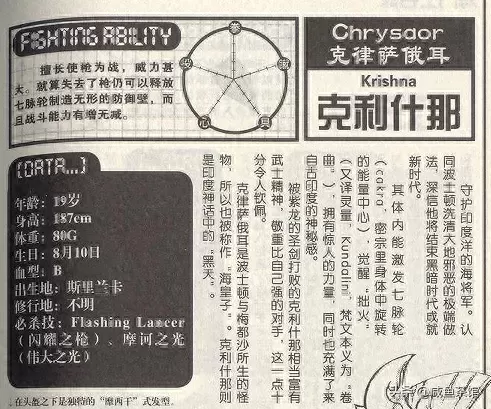 FIGHTING ABILITY
擅长使枪为战，威力甚
大。就算失去了枪仍可以释放
七脉轮制造无形的防御壁，而
且战斗能力有增无减。
心
具
Chrysdor
克律萨俄耳
Krishna
克利什那
守护印度洋的海将军。认
同波士顿洗清大地邪恶的极端做
法，深信他将结束黑暗时代成就
新时代。
其体内能激发七脉轮
（cakra，密宗里身体中旋转
的能量中心），觉醒“拙火”
（又译灵量，Kundalini，梵文本义为“卷
曲”），拥有惊人的力量，同时也充满了来
自古印度的神秘感。
被紫龙的圣剑打败的克利什那相当富有
武士精神，敬重比自己强的对手，这一点十
分令人钦佩。
克律萨俄耳是波士顿与梅都沙所生的怪
物，所以也被称作“海皇子”。克利什那则
是印度神话中的“黑天”。
[DATA...]
年龄：19岁
身高：187cm
体重：80G
生日：8月10日
血型：B
出生地：斯里兰卡
修行地：不明
必杀技：Flashing Lancer
（闪耀之枪）、摩诃之光
（伟大之光）
在头盔之下是独特的“摩西干”式发型。
头条@咸鱼茶馆